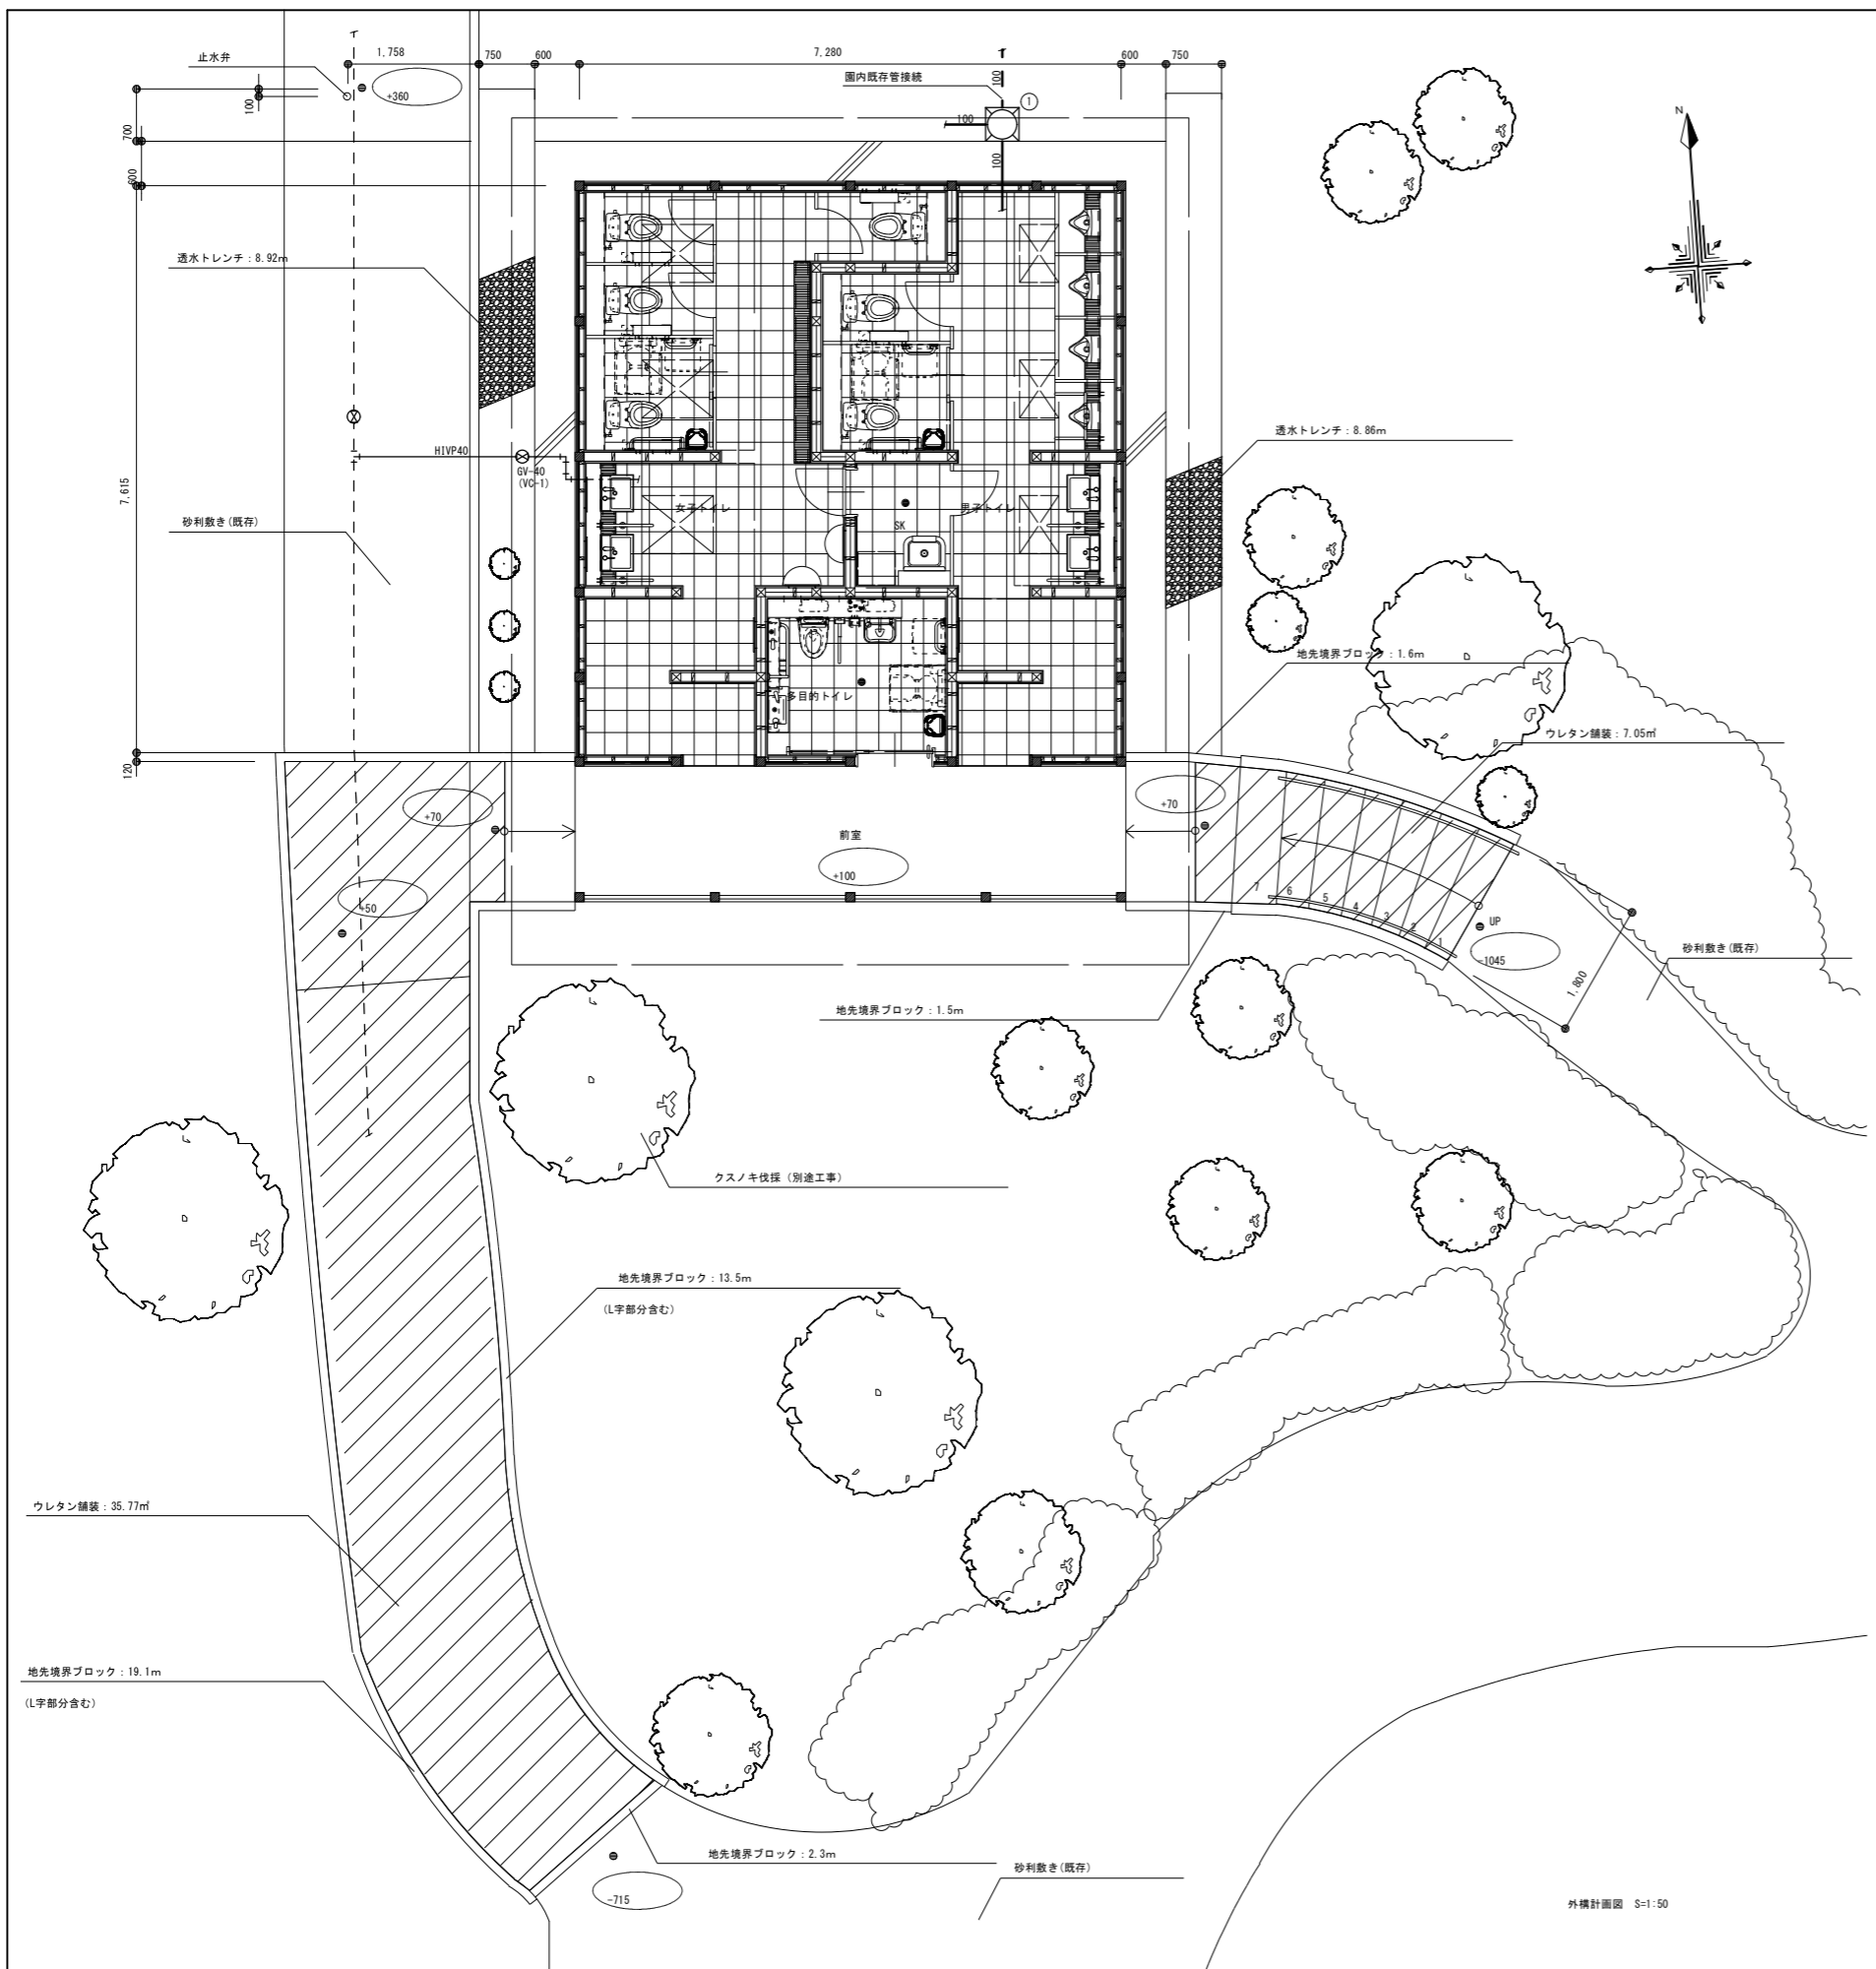 止水弁
1,758
750
600
7,280
600
750
園内既存管接続
+360
100
100
①
100
100
700
600
N
透水トレンチ：8.92m
透水トレンチ：8.86m
HIVP40
GV-40
(VC-1)
7,615
砂利敷き(既存)
女子トイレ
SK
男子トイレ
地先境界ブロック：1.6m
多目的トイレ
ウレタン舗装：7.05㎡
120
+70
+70
前室
+100
+50
7
6
5
4
3
2
1
UP
-1045
砂利敷き(既存)
1,800
地先境界ブロック：1.5m
クスノキ伐採（別途工事）
地先境界ブロック：13.5m
(L字部分含む)
ウレタン舗装：35.77㎡
地先境界ブロック：19.1m
(L字部分含む)
地先境界ブロック：2.3m
砂利敷き(既存)
-715
外構計画図　S=1:50